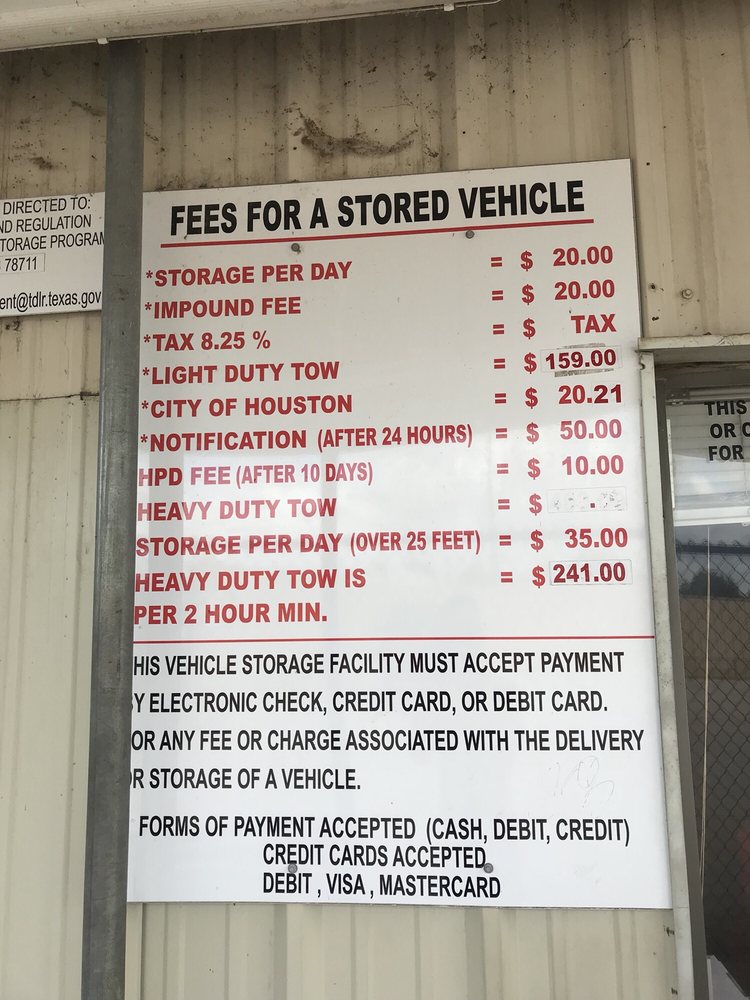 DIRECTED TO:
ND REGULATION
TORAGE PROGRAM
78711
ent@tdlr.texas.gov
FEES FOR A STORED VEHICLE
*STORAGE PER DAY = $ 20.00
*IMPOUND FEE = $ 20.00
*TAX 8.25 % = $ TAX
*LIGHT DUTY TOW = $ 159.00
*CITY OF HOUSTON = $ 20.21
*NOTIFICATION (AFTER 24 HOURS) = $ 50.00
HPD FEE (AFTER 10 DAYS) = $ 10.00
HEAVY DUTY TOW = $ .
STORAGE PER DAY (OVER 25 FEET) = $ 35.00
HEAVY DUTY TOW IS = $ 241.00
PER 2 HOUR MIN.
HIS VEHICLE STORAGE FACILITY MUST ACCEPT PAYMENT
Y ELECTRONIC CHECK, CREDIT CARD, OR DEBIT CARD.
OR ANY FEE OR CHARGE ASSOCIATED WITH THE DELIVERY
R STORAGE OF A VEHICLE.
FORMS OF PAYMENT ACCEPTED (CASH, DEBIT, CREDIT)
CREDIT CARDS ACCEPTED
DEBIT , VISA , MASTERCARD
THIS
OR
FOR